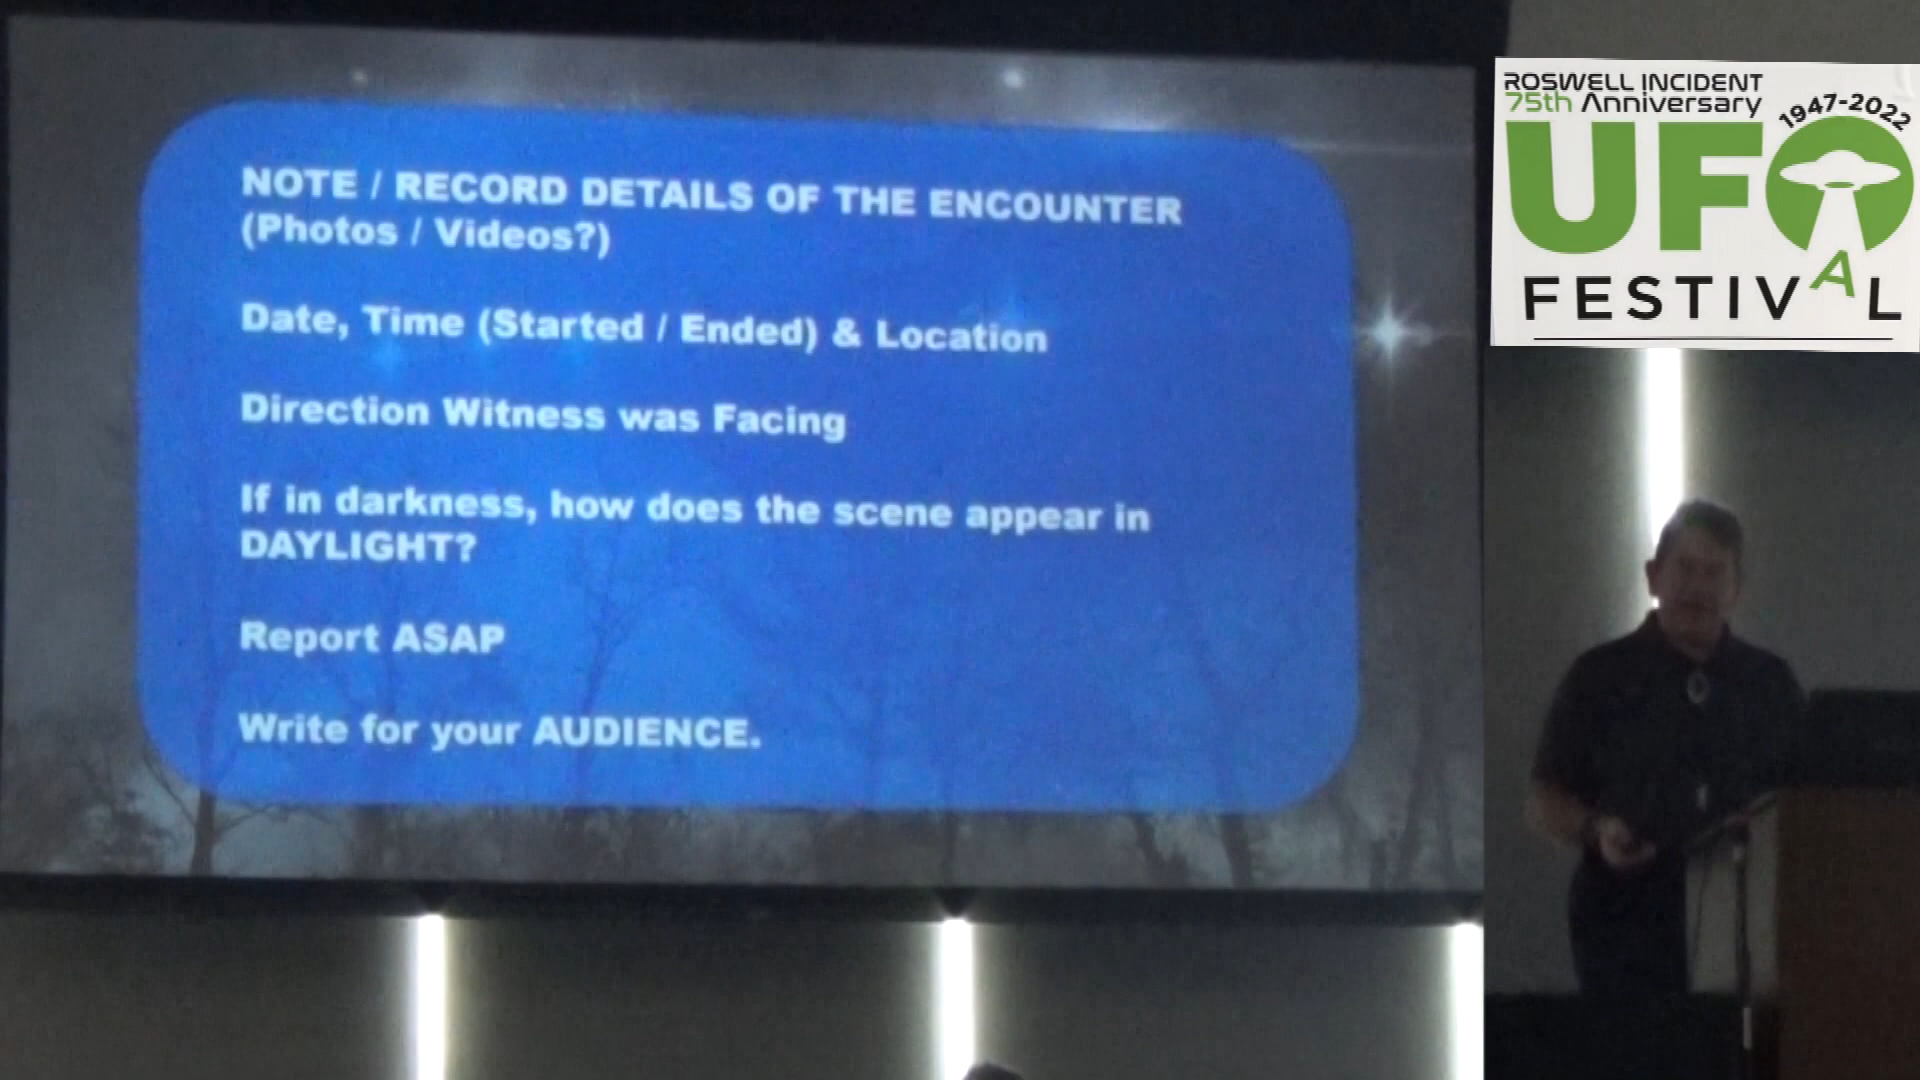 NOTE / RECORD DETAILS OF THE ENCOUNTER
(Photos / Videos?)
Date, Time (Started / Ended) & Location
Direction Witness was Facing
If in darkness, how does the scene appear in
DAYLIGHT?
Report ASAP
Write for your AUDIENCE.
ROSWELL INCIDENT
75th Anniversary
1947-2022
UFO
FESTIVAL